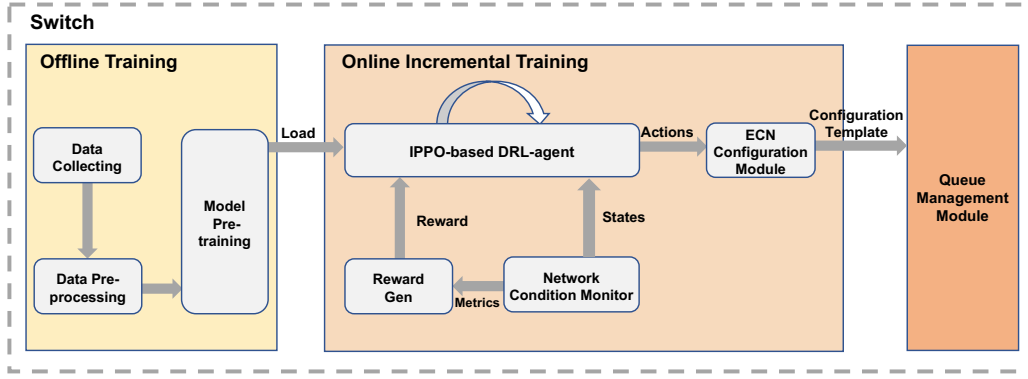 Switch
Offline Training
Data
Collecting
Data Pre-
processing
Model
Pre-
training
Load
Online Incremental Training
IPPO-based DRL-agent
Reward
States
Reward
Gen
Metrics
Network
Condition Monitor
Actions
ECN
Configuration
Module
Configuration
Template
Queue
Management
Module